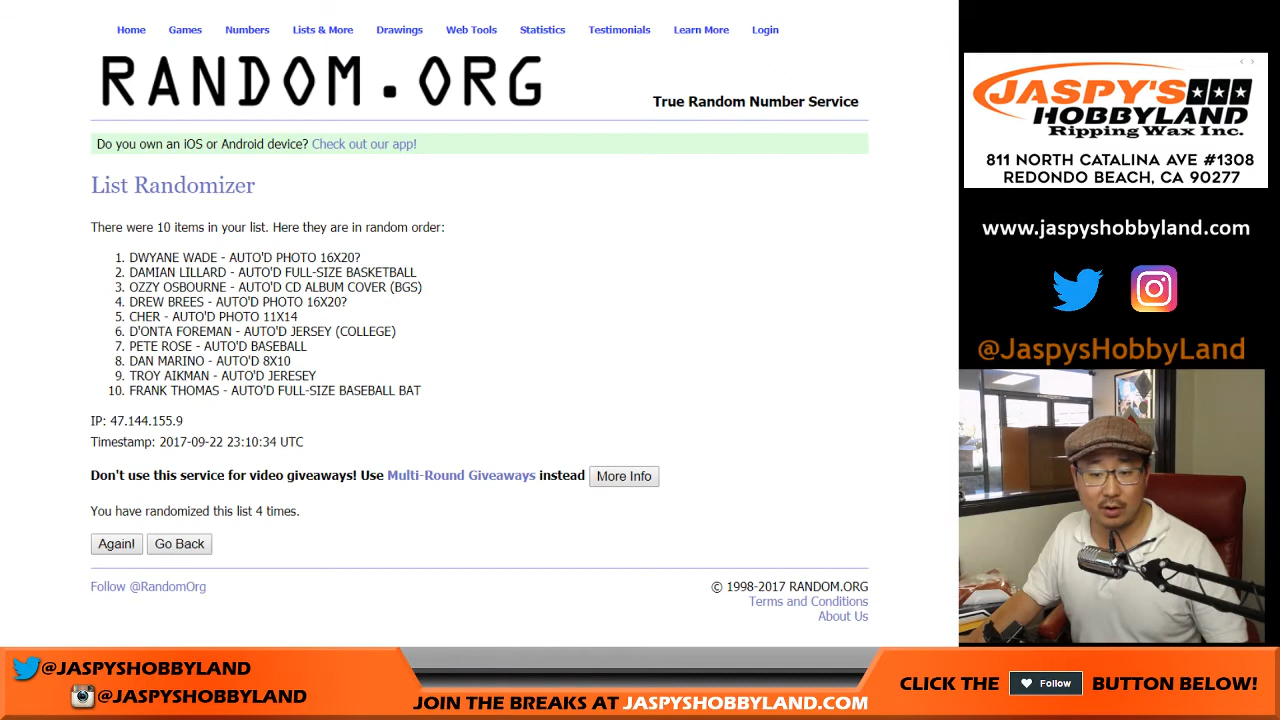 Home Games Numbers Lists & More Drawings Web Tools Statistics Testimonials Learn More Login
RANDOM.ORG
True Random Number Service
Do you own an iOS or Android device? Check out our app!
List Randomizer
There were 10 items in your list. Here they are in random order:
1. DWYANE WADE - AUTO'D PHOTO 16X20?
2. DAMIAN LILLARD - AUTO'D FULL-SIZE BASKETBALL
3. OZZY OSBOURNE - AUTO'D CD ALBUM COVER (BGS)
4. DREW BREES - AUTO'D PHOTO 16X20?
5. CHER - AUTO'D PHOTO 11X14
6. D'ONTA FOREMAN - AUTO'D JERSEY (COLLEGE)
7. PETE ROSE - AUTO'D BASEBALL
8. DAN MARINO - AUTO'D 8X10
9. TROY AIKMAN - AUTO'D JERESEY
10. FRANK THOMAS - AUTO'D FULL-SIZE BASEBALL BAT
IP: 47.144.155.9
Timestamp: 2017-09-22 23:10:34 UTC
Don't use this service for video giveaways! Use Multi-Round Giveaways instead More Info
You have randomized this list 4 times.
Again! Go Back
Follow @RandomOrg
© 1998-2017 RANDOM.ORG
Terms and Conditions
About Us
JASPY'S
HOBBYLAND
Ripping Wax Inc.
811 NORTH CATALINA AVE #1308
REDONDO BEACH, CA 90277
www.jaspyshobbyland.com
@JaspysHobbyLand
@JASPYSHOBBYLAND
@JASPYSHOBBYLAND
JOIN THE BREAKS AT JASPYSHOBBYLAND.COM
CLICK THE Follow BUTTON BELOW!